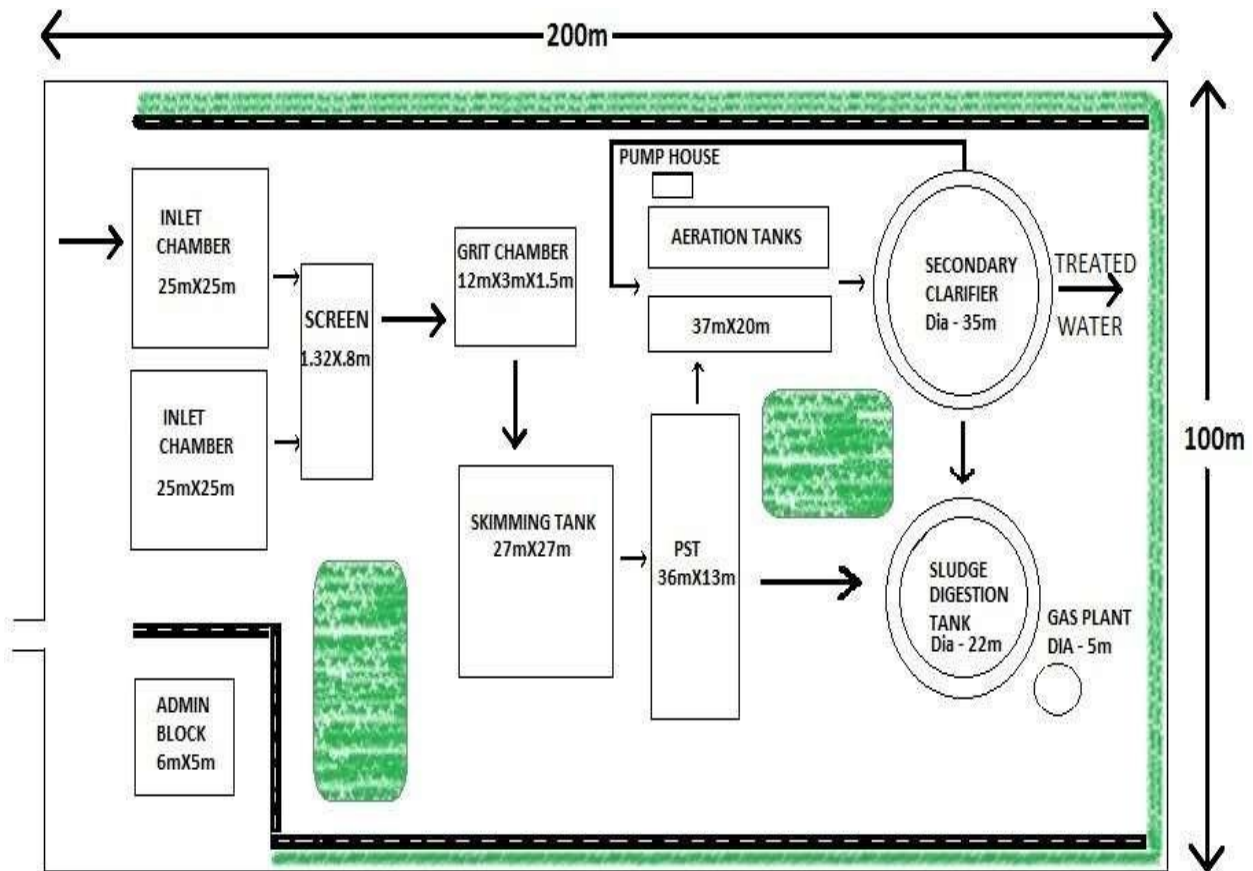 200m
PUMP HOUSE
INLET
CHAMBER
25mX25m
AERATION TANKS
GRIT CHAMBER
12mX3mX1.5m
SECONDARY
CLARIFIER
Dia - 35m
TREATED
WATER
SCREEN
1.32X.8m
37mX20m
INLET
CHAMBER
25mX25m
100m
SKIMMING TANK
27mX27m
PST
36mX13m
SLUDGE
DIGESTION
TANK
Dia - 22m
GAS PLANT
DIA - 5m
ADMIN
BLOCK
6mX5m